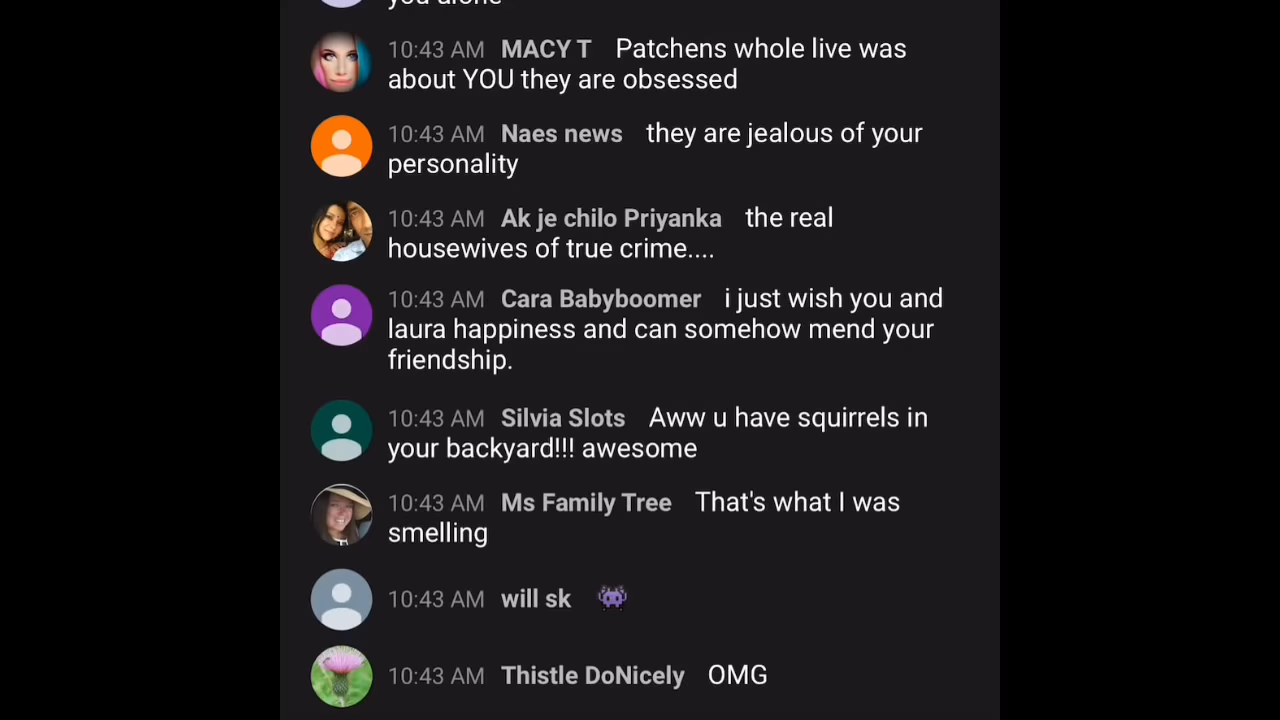 you alone
10:43 AM MACY T Patchens whole live was
about YOU they are obsessed
10:43 AM Naes news they are jealous of your
personality
10:43 AM Ak je chilo Priyanka the real
housewives of true crime....
10:43 AM Cara Babyboomer i just wish you and
laura happiness and can somehow mend your
friendship.
10:43 AM Silvia Slots Aww u have squirrels in
your backyard!!! awesome
10:43 AM Ms Family Tree That's what I was
smelling
10:43 AM will sk 👾
10:43 AM Thistle DoNicely OMG